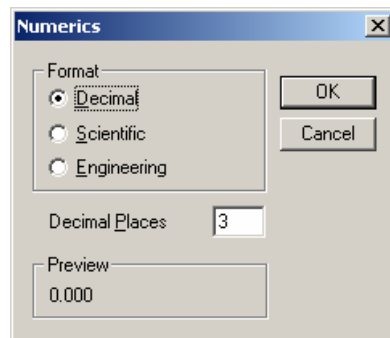 Numerics
Format
Decimal
Scientific
Engineering
OK
Cancel
Decimal Places 3
Preview
0.000